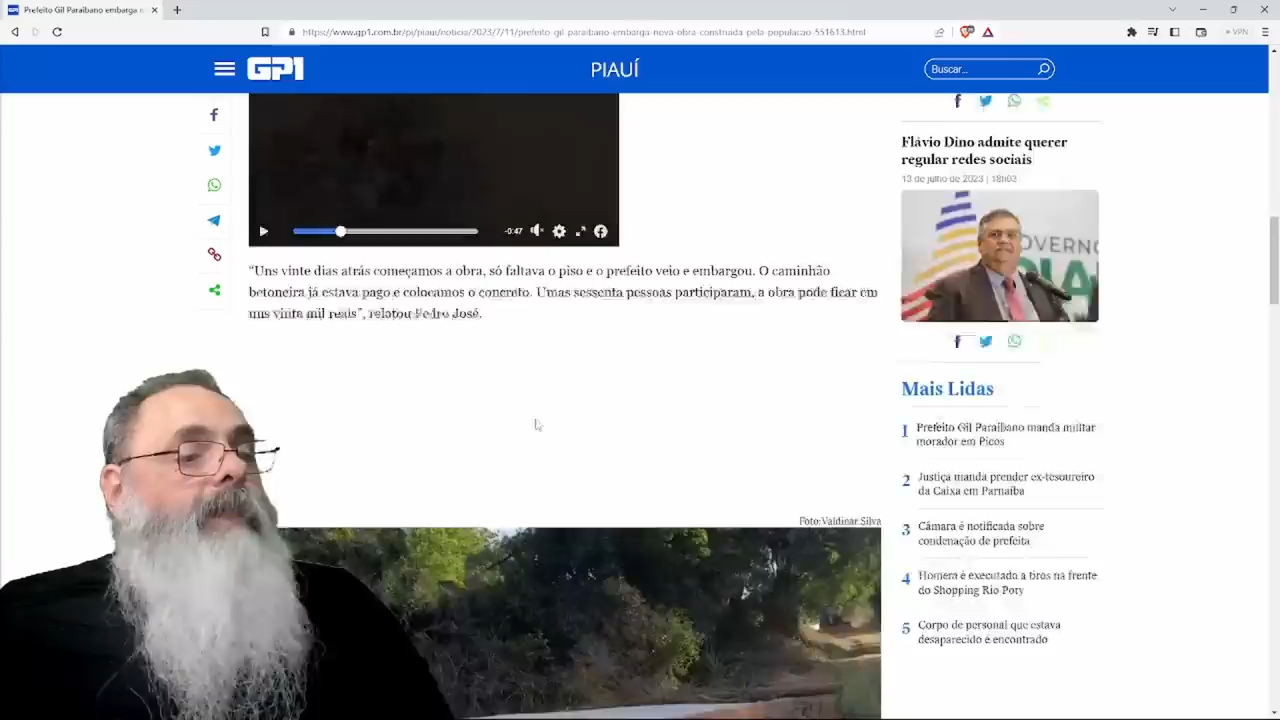 Prefeito Gil Paraibano embarga n
https://www.gp1.com.br/pi/piaui/noticia/2023/7/11/prefeito-gil-paraibano-embarga-nova-obra-construida-pela-populacao-551613.html
VPN
GP1
PIAUÍ
Buscar...
-0:47
“Uns vinte dias atrás começamos a obra, só faltava o piso e o prefeito veio e embargou. O caminhão
betoneira já estava pago e colocamos o concreto. Umas sessenta pessoas participaram, a obra pode ficar em
uns vinte mil reais”, relatou Pedro José.
Foto:Valdinar Silva
Flávio Dino admite querer
regular redes sociais
13 de julho de 2023 | 18h03
OVERNO
Mais Lidas
1 Prefeito Gil Paraibano manda multar
morador em Picos
2 Justiça manda prender ex-tesoureiro
da Caixa em Parnaíba
3 Câmara é notificada sobre
condenação de prefeita
4 Homem é executado a tiros na frente
do Shopping Rio Poty
5 Corpo de personal que estava
desaparecido é encontrado